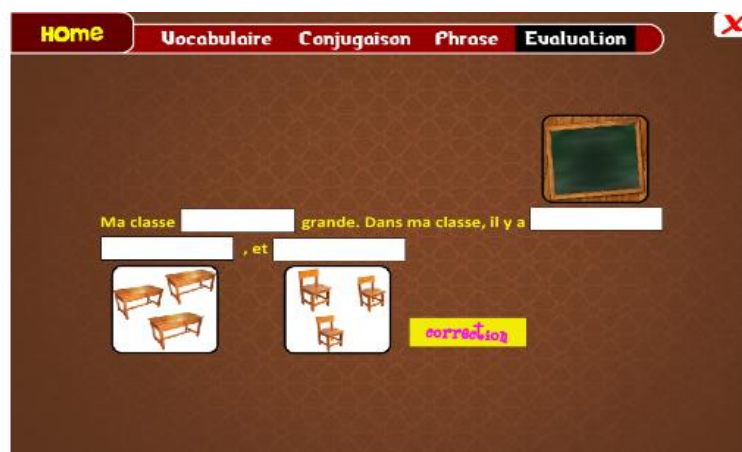 Home Vocabulaire Conjugaison Phrase Evaluation X
Ma classe grande. Dans ma classe, il y a
, et
correction